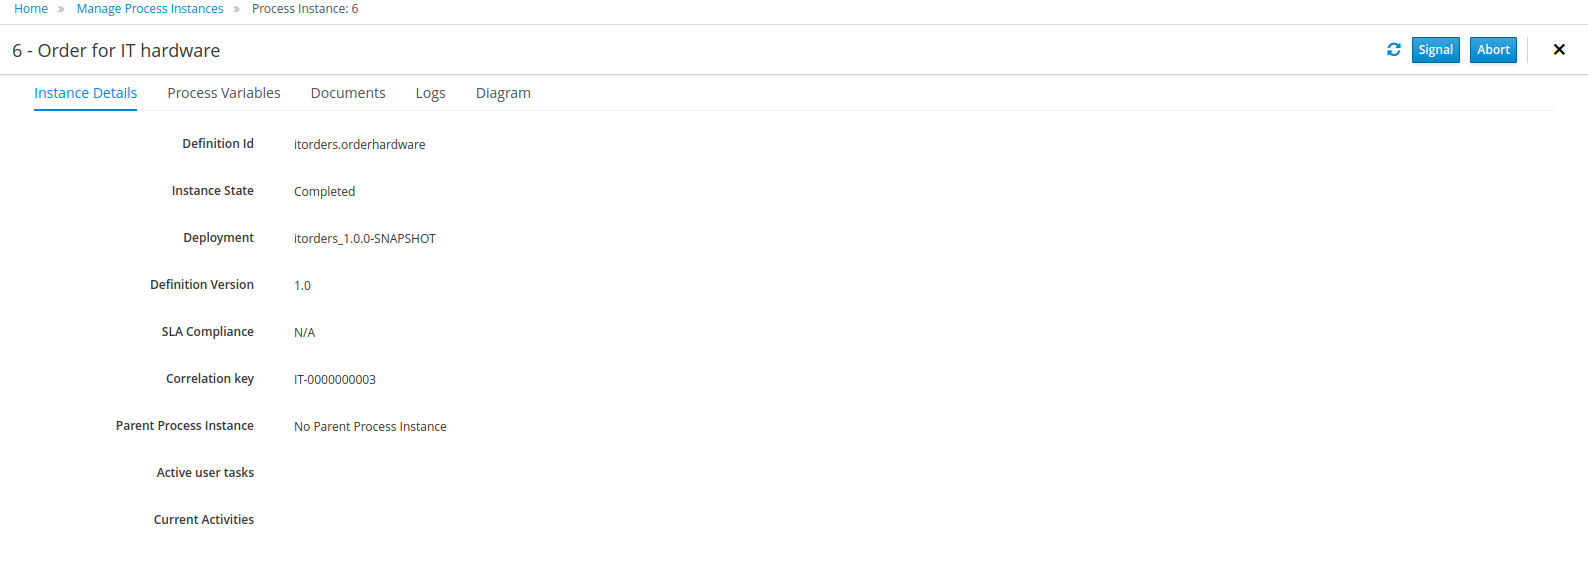 Home » Manage Process Instances » Process Instance: 6
6 - Order for IT hardware
Signal Abort
Instance Details Process Variables Documents Logs Diagram
Definition Id itorders.orderhardware
Instance State Completed
Deployment itorders_1.0.0-SNAPSHOT
Definition Version 1.0
SLA Compliance N/A
Correlation key IT-0000000003
Parent Process Instance No Parent Process Instance
Active user tasks
Current Activities